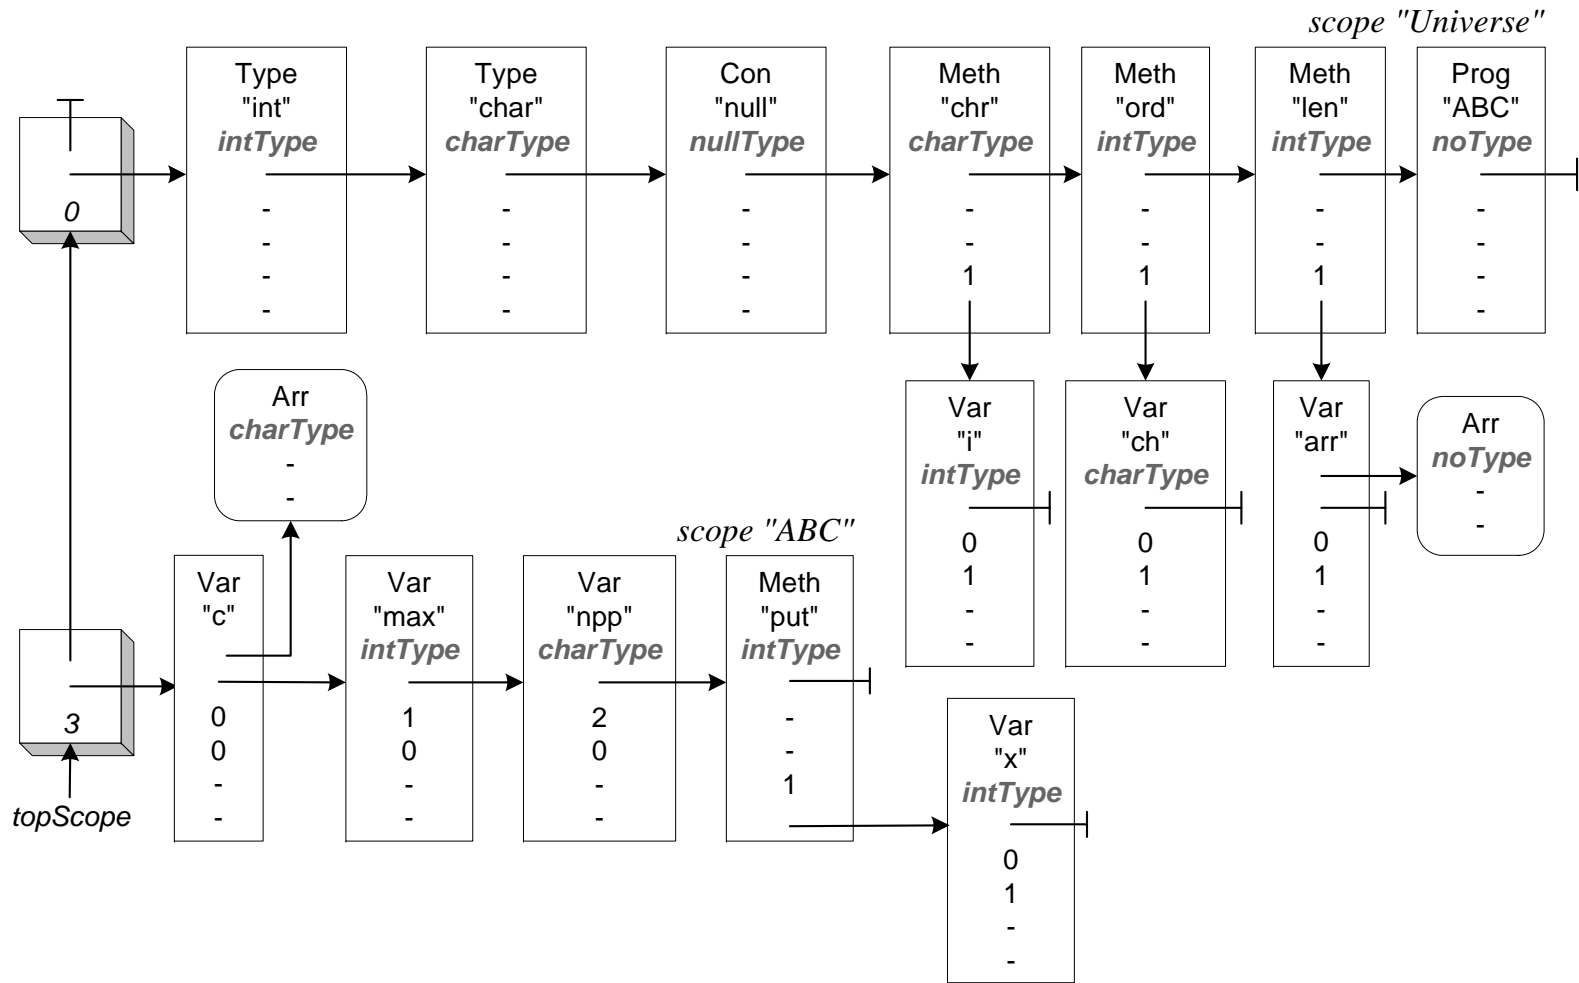 scope "Universe"
Type
"int"
intType
-
-
-
-
Type
"char"
charType
-
-
-
-
Con
"null"
nullType
-
-
-
-
Meth
"chr"
charType
-
-
1
Meth
"ord"
intType
-
-
1
Meth
"len"
intType
-
-
1
Prog
"ABC"
noType
-
-
-
-
0
Arr
charType
-
-
Var
"i"
intType
0
1
-
-
Var
"ch"
charType
0
1
-
-
Var
"arr"
0
1
-
-
Arr
noType
-
-
scope "ABC"
3
topScope
Var
"c"
0
0
-
-
Var
"max"
intType
1
0
-
-
Var
"npp"
charType
2
0
-
-
Meth
"put"
intType
-
-
1
Var
"x"
intType
0
1
-
-